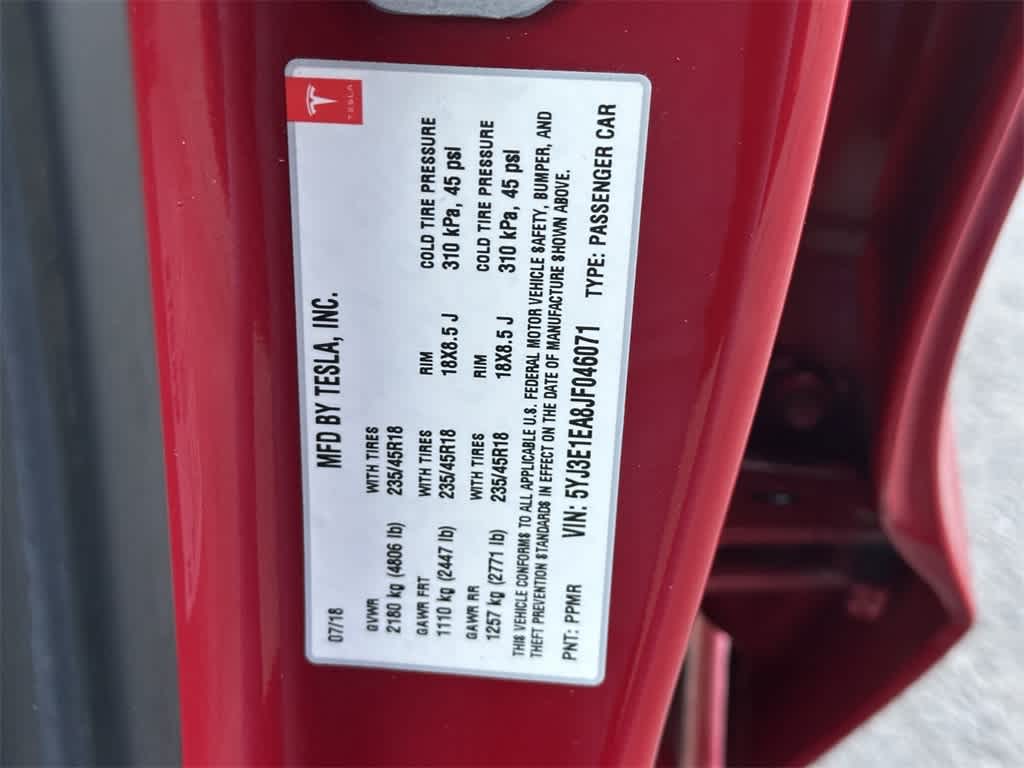 TESLA
MFD BY TESLA, INC.
07/18
GVWR WITH TIRES
2180 kg (4806 lb) 235/45R18
GAWR FRT WITH TIRES RIM COLD TIRE PRESSURE
1110 kg (2447 lb) 235/45R18 18X8.5 J 310 kPa, 45 psI
GAWR RR WITH TIRES RIM COLD TIRE PRESSURE
1257 kg (2771 lb) 235/45R18 18X8.5 J 310 kPa, 45 psI
THIS VEHICLE CONFORMS TO ALL APPLICABLE U.S. FEDERAL MOTOR VEHICLE SAFETY, BUMPER, AND
THEFT PREVENTION STANDARDS IN EFFECT ON THE DATE OF MANUFACTURE SHOWN ABOVE.
PNT: PPMR VIN: 5YJ3E1EA8JF046071 TYPE: PASSENGER CAR